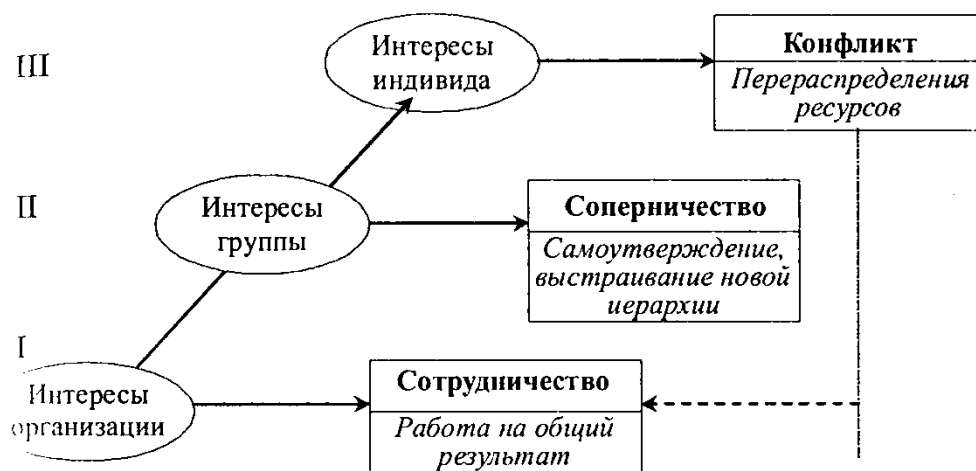 III
Интересы
индивида
Конфликт
Перераспределения
ресурсов
II
Интересы
группы
Соперничество
Самоутверждение,
выстраивание новой
иерархии
I
Интересы
организации
Сотрудничество
Работа на общий
результат